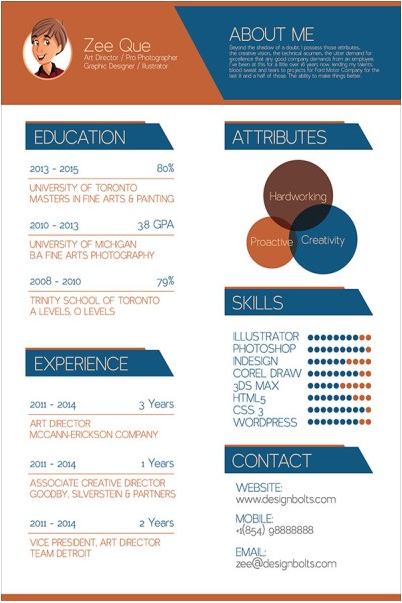 Zee Que
Art Director / Pro Photographer
Graphic Designer / Illustrator
ABOUT ME
Beyond the shadow of a doubt, I possess those attributes,
the creative vision, the technical acumen, the utter demand for
excellence that any good company demands from an employee.
I've been at this for a little over 16 years now, lending my talents,
blood sweat and tears to projects for Ford Motor Company for the
last 8 and a half of those. The ability to make things better.
EDUCATION
2013 - 2015 80%
UNIVERSITY OF TORONTO
MASTERS IN FINE ARTS & PAINTING
2010 - 2013 3.8 GPA
UNIVERSITY OF MICHIGAN
B.A FINE ARTS PHOTOGRAPHY
2008 - 2010 79%
TRINITY SCHOOL OF TORONTO
A LEVELS, O LEVELS
EXPERIENCE
2011 - 2014 3 Years
ART DIRECTOR
MCCANN-ERICKSON COMPANY
2011 - 2014 1 Years
ASSOCIATE CREATIVE DIRECTOR
GOODBY, SILVERSTEIN & PARTNERS
2011 - 2014 2 Years
VICE PRESIDENT, ART DIRECTOR
TEAM DETROIT
ATTRIBUTES
Hardworking
Proactive
Creativity
SKILLS
ILLUSTRATOR
PHOTOSHOP
INDESIGN
COREL DRAW
3DS MAX
HTML5
CSS 3
WORDPRESS
CONTACT
WEBSITE:
www.designbolts.com
MOBILE:
+1(854) 98888888
EMAIL:
zee@designbolts.com